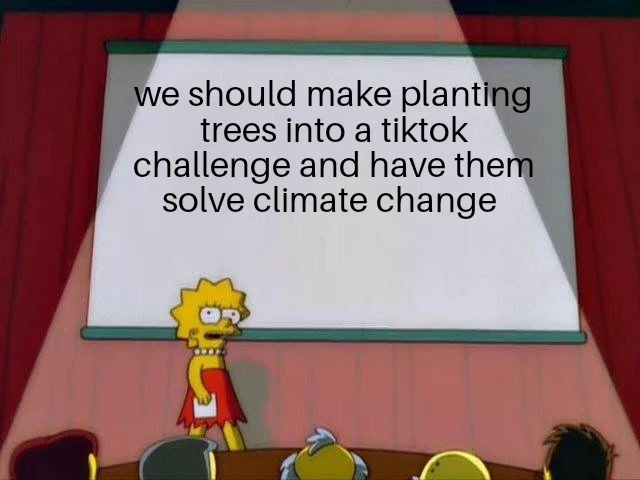 we should make planting
trees into a tiktok
challenge and have them
solve climate change